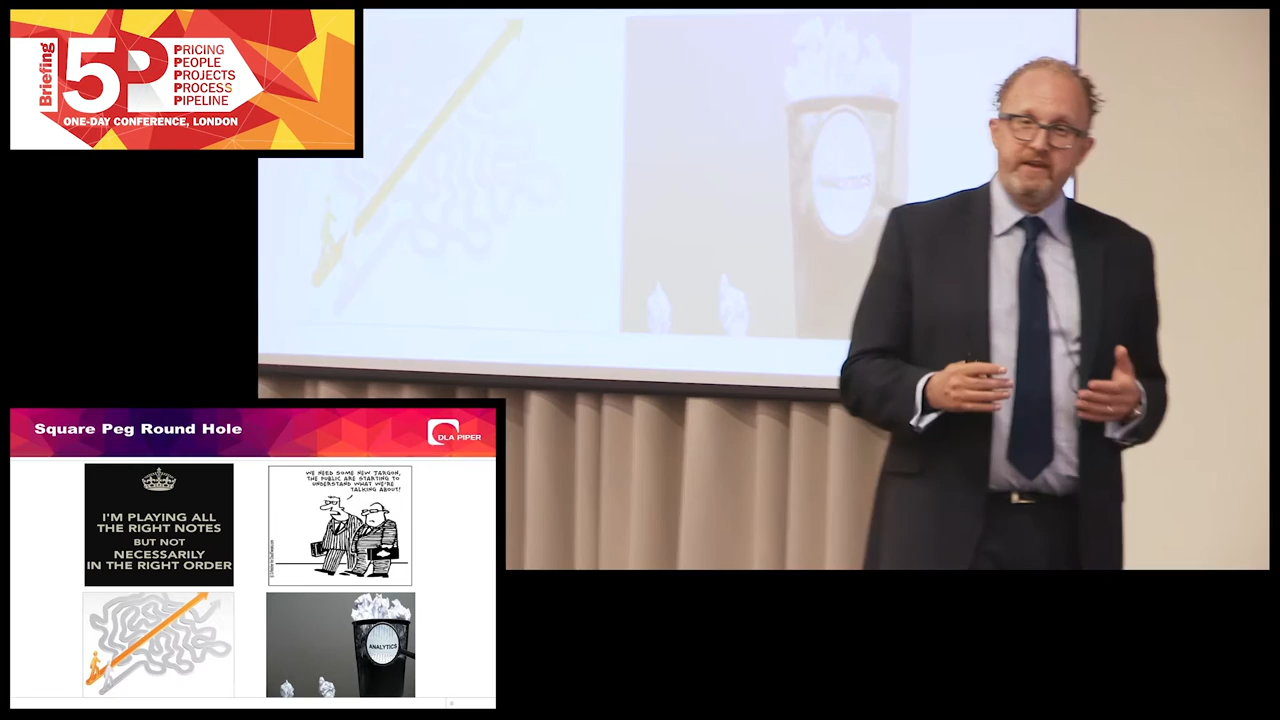 Briefing
5P
PRICING
PEOPLE
PROJECTS
PROCESS
PIPELINE
ONE-DAY CONFERENCE, LONDON
ANALYTICS
Square Peg Round Hole
DLA PIPER
I'M PLAYING ALL
THE RIGHT NOTES
BUT NOT
NECESSARILY
IN THE RIGHT ORDER
WE NEED SOME NEW JARGON,
THE PUBLIC ARE STARTING TO
UNDERSTAND WHAT WE'RE
TALKING ABOUT!
ANALYTICS